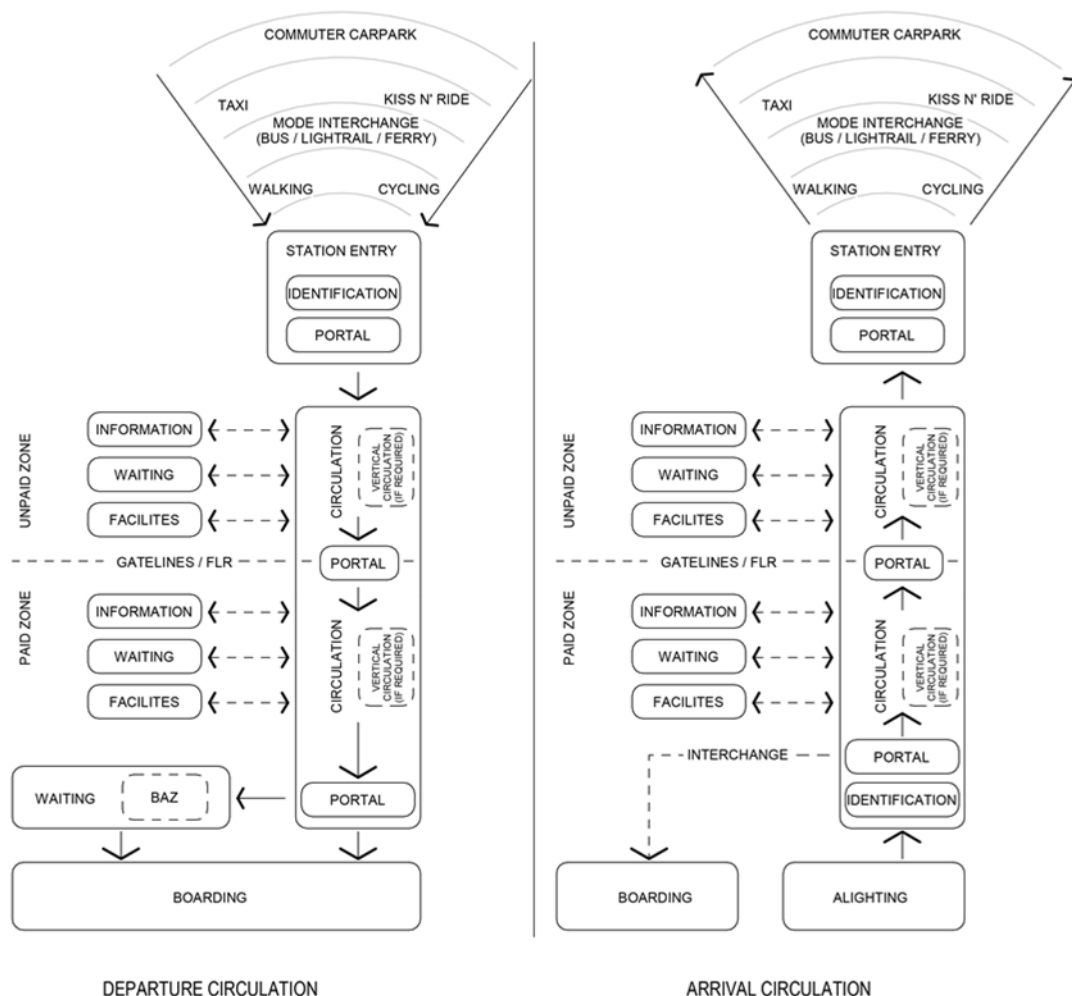 COMMUTER CARPARK
TAXI
KISS N' RIDE
MODE INTERCHANGE
(BUS / LIGHTRAIL / FERRY)
WALKING
CYCLING
STATION ENTRY
IDENTIFICATION
PORTAL
UNPAID ZONE
INFORMATION
WAITING
FACILITES
CIRCULATION
VERTICAL
CIRCULATION
(IF REQUIRED)
GATELINES / FLR
PORTAL
PAID ZONE
INFORMATION
WAITING
FACILITES
CIRCULATION
VERTICAL
CIRCULATION
(IF REQUIRED)
WAITING
BAZ
PORTAL
BOARDING
DEPARTURE CIRCULATION
COMMUTER CARPARK
TAXI
KISS N' RIDE
MODE INTERCHANGE
(BUS / LIGHTRAIL / FERRY)
WALKING
CYCLING
STATION ENTRY
IDENTIFICATION
PORTAL
UNPAID ZONE
INFORMATION
WAITING
FACILITES
CIRCULATION
VERTICAL
CIRCULATION
(IF REQUIRED)
GATELINES / FLR
PORTAL
PAID ZONE
INFORMATION
WAITING
FACILITES
CIRCULATION
VERTICAL
CIRCULATION
(IF REQUIRED)
INTERCHANGE
PORTAL
IDENTIFICATION
BOARDING
ALIGHTING
ARRIVAL CIRCULATION